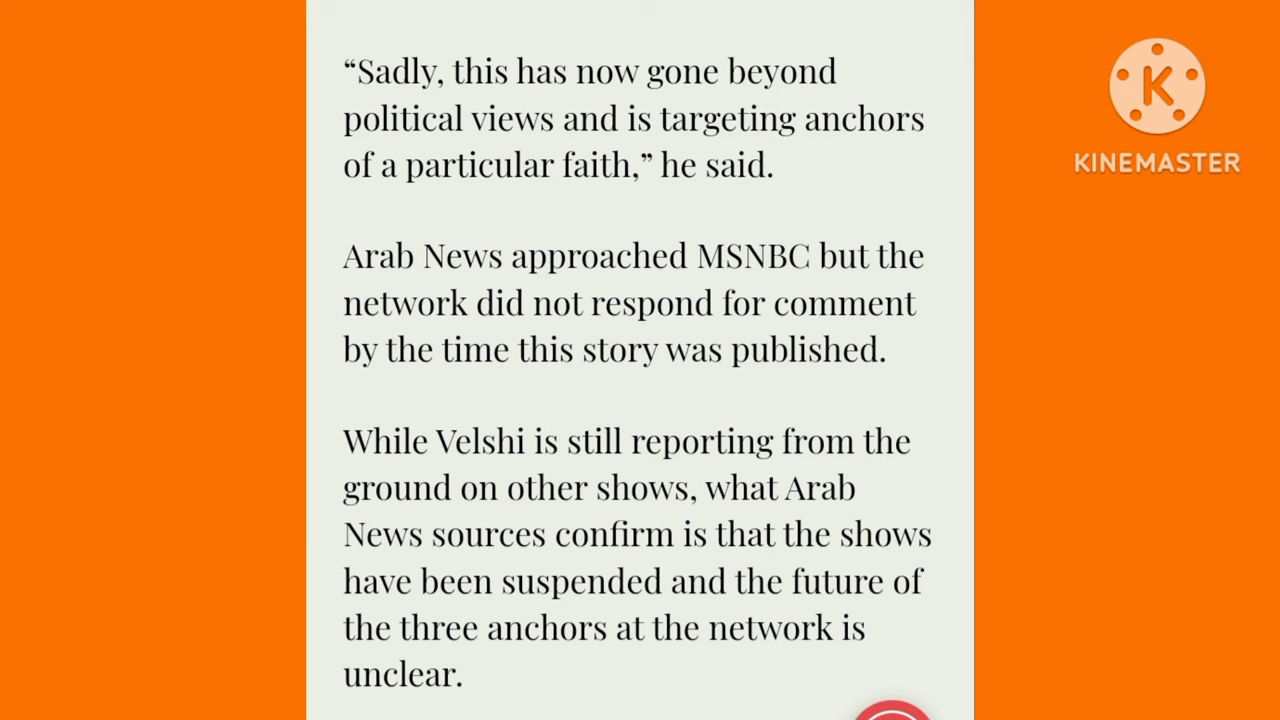 “Sadly, this has now gone beyond
political views and is targeting anchors
of a particular faith,” he said.
Arab News approached MSNBC but the
network did not respond for comment
by the time this story was published.
While Velshi is still reporting from the
ground on other shows, what Arab
News sources confirm is that the shows
have been suspended and the future of
the three anchors at the network is
unclear.
K
KINEMASTER